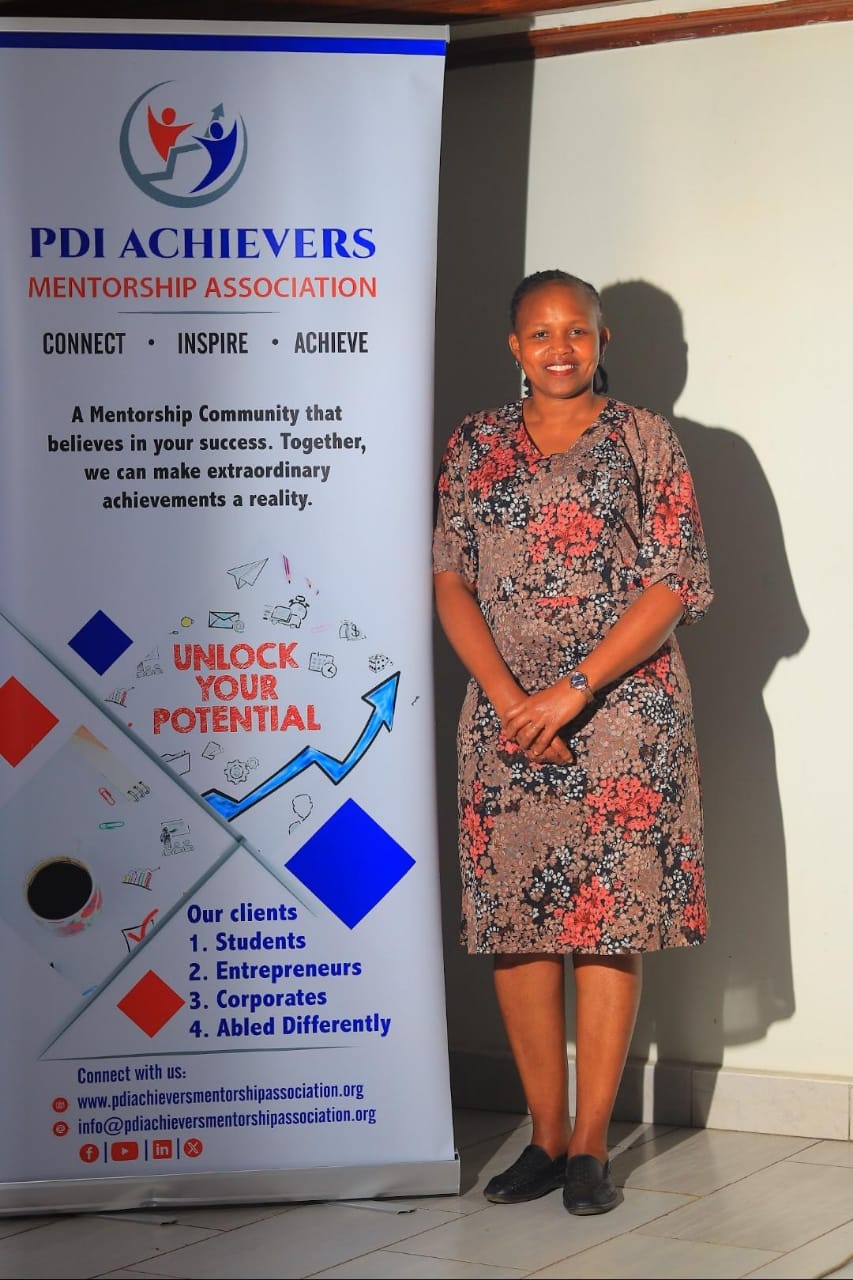 PDI ACHIEVERS
MENTORSHIP ASSOCIATION
CONNECT • INSPIRE • ACHIEVE
A Mentorship Community that
believes in your success. Together,
we can make extraordinary
achievements a reality.
UNLOCK
YOUR
POTENTIAL
Our clients
1. Students
2. Entrepreneurs
3. Corporates
4. Abled Differently
Connect with us:
www.pdiachieversmentorshipassociation.org
info@pdiachieversmentorshipassociation.org